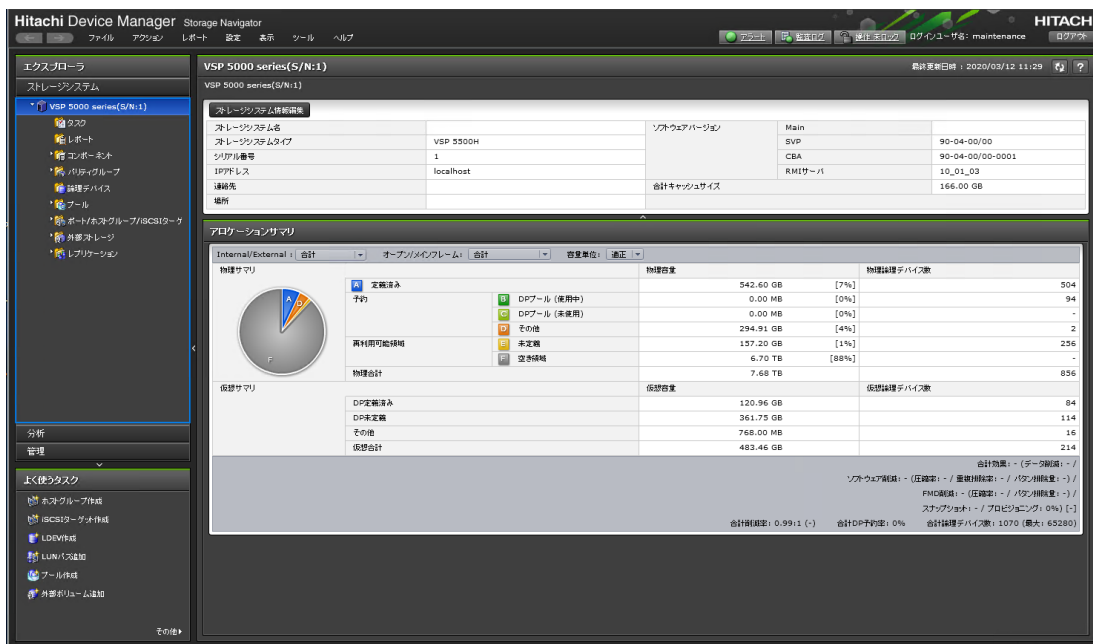 Hitachi Device Manager Storage Navigator
HITACHI
ファイル アクション レポート 設定 表示 ツール ヘルプ
アラート 監査ログ 操作:未ロック ログインユーザ名: maintenance ログアウト
エクスプローラ
ストレージシステム
VSP 5000 series(S/N:1)
タスク
レポート
コンポーネント
パリティグループ
論理デバイス
プール
ポート/ホストグループ/iSCSIターゲ
外部ストレージ
レプリケーション
分析
管理
よく使うタスク
ホストグループ作成
iSCSIターゲット作成
LDEV作成
LUNパス追加
プール作成
外部ボリューム追加
その他
VSP 5000 series(S/N:1)
最終更新日時 : 2020/03/12 11:29
VSP 5000 series(S/N:1)
ストレージシステム情報編集
ストレージシステム名 ソフトウェアバージョン Main
ストレージシステムタイプ VSP 5500H SVP 90-04-00/00
シリアル番号 1 CBA 90-04-00/00-0001
IPアドレス localhost RMIサーバ 10_01_03
連絡先 合計キャッシュサイズ 166.00 GB
場所
アロケーションサマリ
Internal/External : 合計 オープン/メインフレーム: 合計 容量単位: 適正
物理サマリ 物理容量 物理論理デバイス数
A 定義済み 542.60 GB [7%] 504
予約 B DPプール (使用中) 0.00 MB [0%] 94
C DPプール (未使用) 0.00 MB [0%] -
D その他 294.91 GB [4%] 2
再利用可能領域 E 未定義 157.20 GB [1%] 256
F 空き領域 6.70 TB [88%] -
物理合計 7.68 TB 856
A D F
仮想サマリ 仮想容量 仮想論理デバイス数
DP定義済み 120.96 GB 84
DP未定義 361.75 GB 114
その他 768.00 MB 16
仮想合計 483.46 GB 214
合計効果: - (データ削減: - /
ソフトウェア削減: - (圧縮率: - / 重複排除率: - / パタン排除量: -) /
FMD削減: - (圧縮率: - / パタン排除量: -) /
スナップショット: - / プロビジョニング: 0%) [-]
合計削減率: 0.99:1 (-) 合計DP予約率: 0% 合計論理デバイス数: 1070 (最大: 65280)